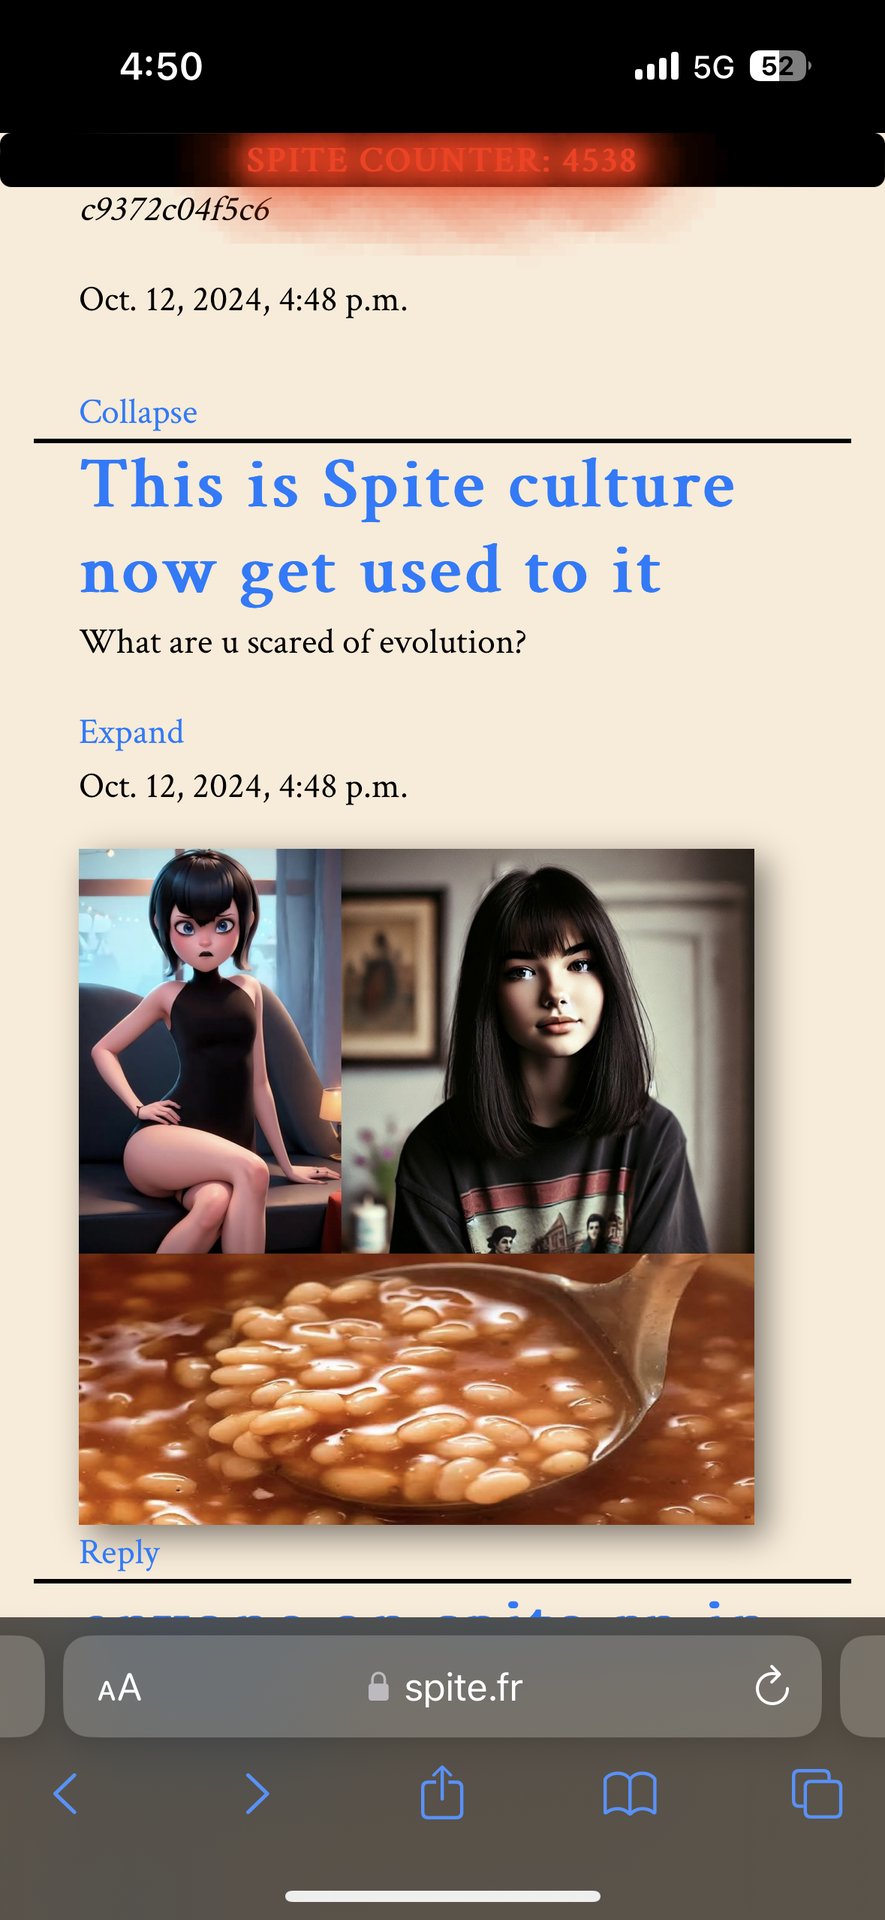 4:50
5G
52
SPITE COUNTER: 4538
c9372c04f5c6
Oct. 12, 2024, 4:48 p.m.
Collapse
This is Spite culture
now get used to it
What are u scared of evolution?
Expand
Oct. 12, 2024, 4:48 p.m.
Reply
AA
spite.fr